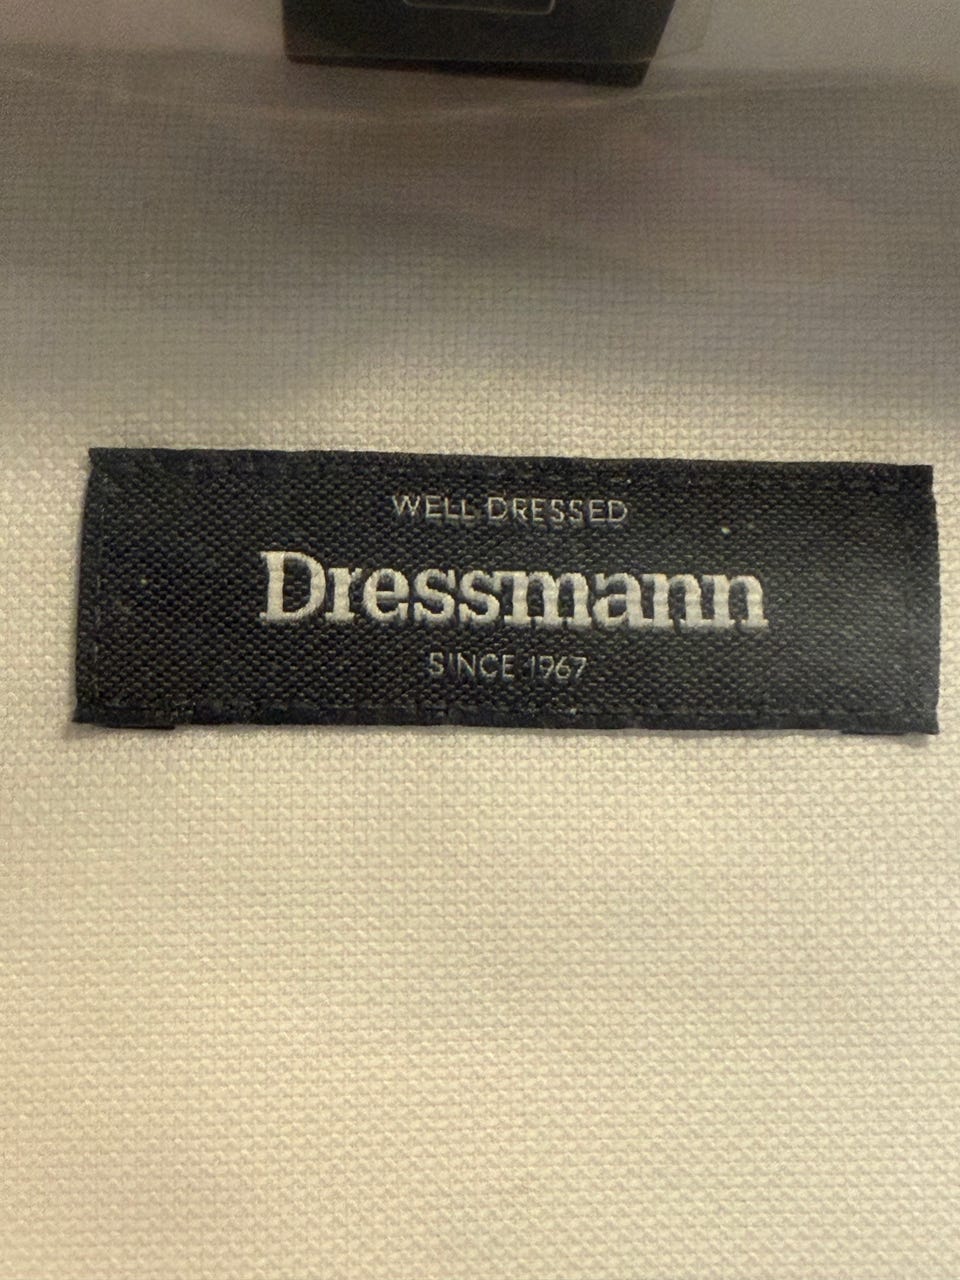 WELL DRESSED
Dressmann
SINCE 1967